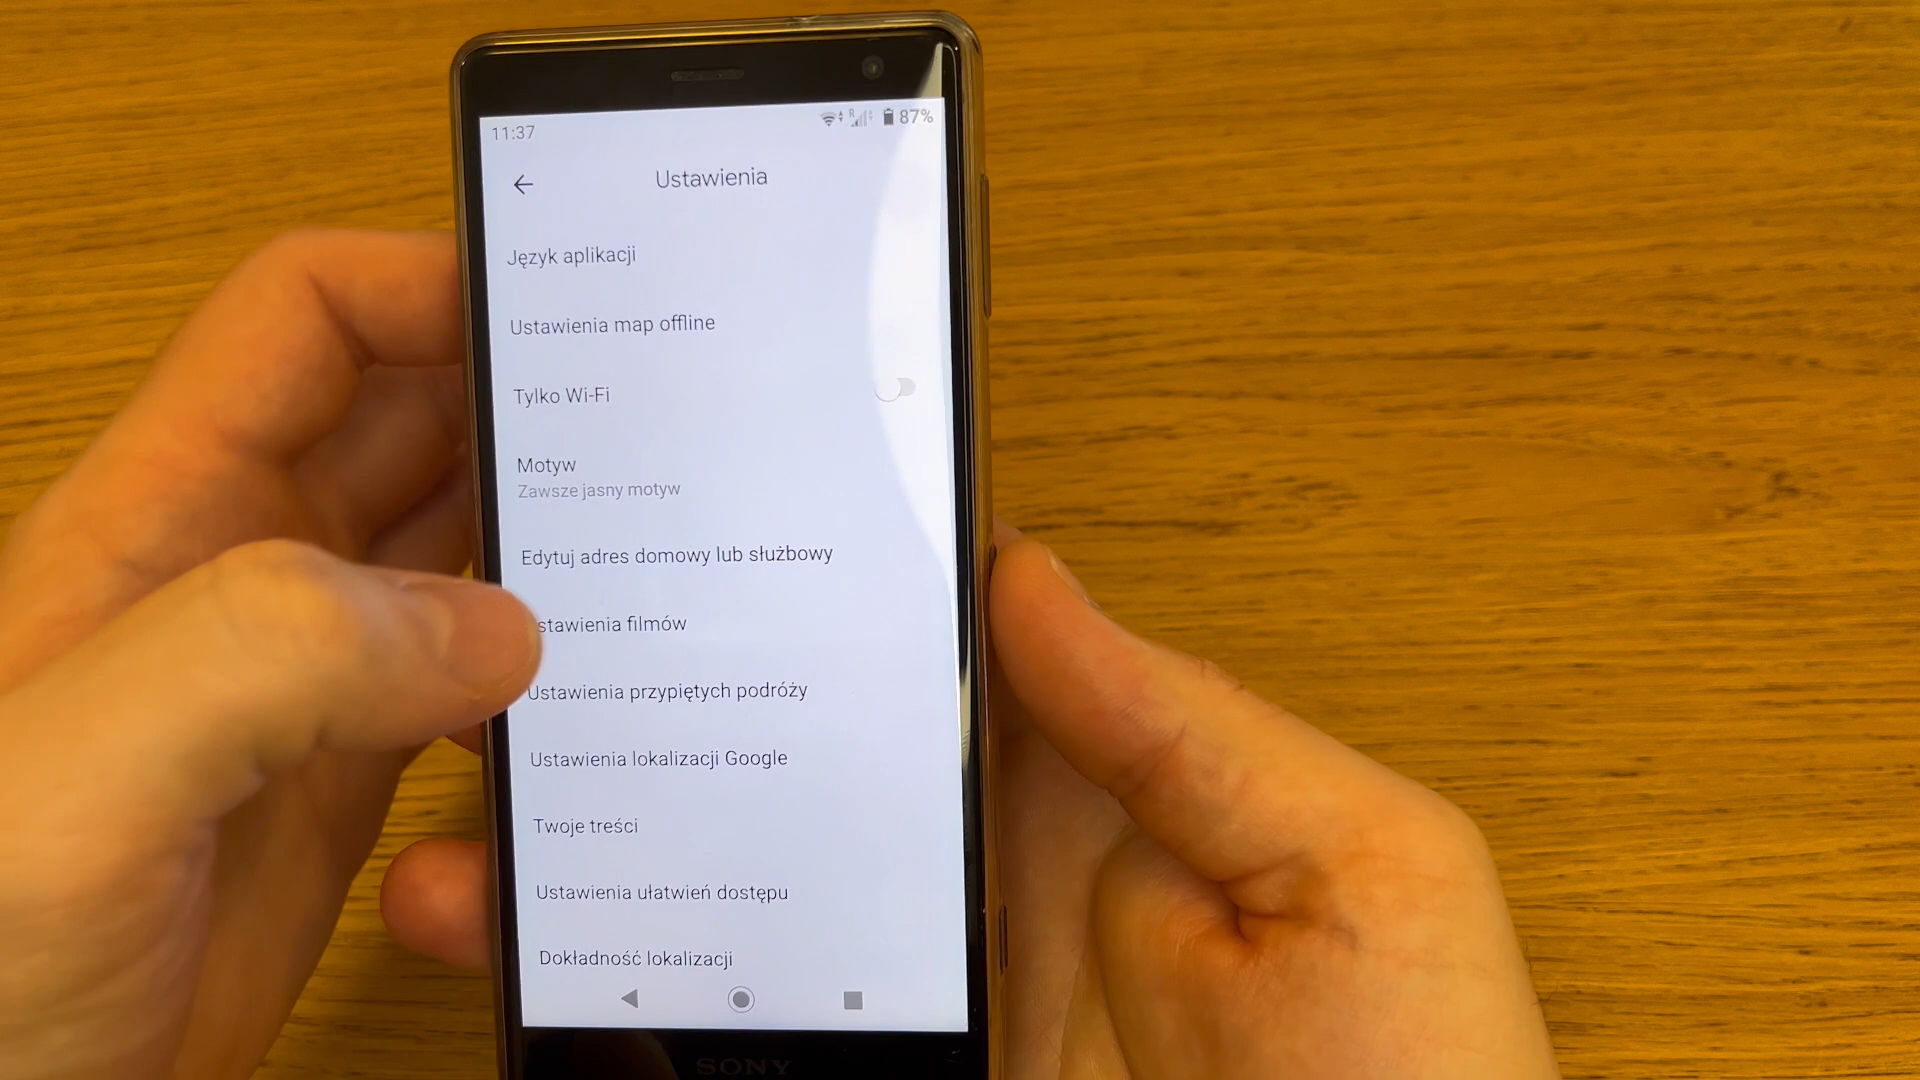 11:37
R 87%
Ustawienia
Język aplikacji
Ustawienia map offline
Tylko Wi-Fi
Motyw
Zawsze jasny motyw
Edytuj adres domowy lub służbowy
stawienia filmów
Ustawienia przypiętych podróży
Ustawienia lokalizacji Google
Twoje treści
Ustawienia ułatwień dostępu
Dokładność lokalizacji
SONY